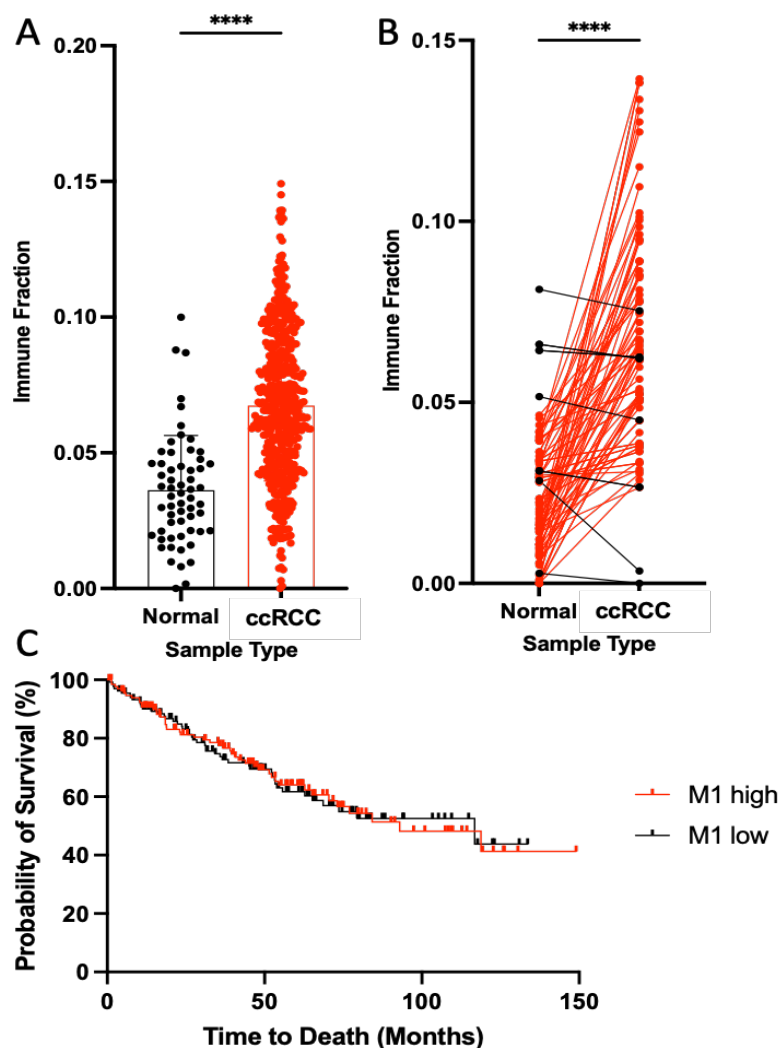 A
****
0.20
0.15
0.10
0.05
0.00
Immune Fraction
Normal
ccRCC
Sample Type
B
****
0.15
0.10
0.05
0.00
Immune Fraction
Normal
ccRCC
Sample Type
C
100
80
60
40
20
0
Probability of Survival (%)
0
50
100
150
Time to Death (Months)
M1 high
M1 low